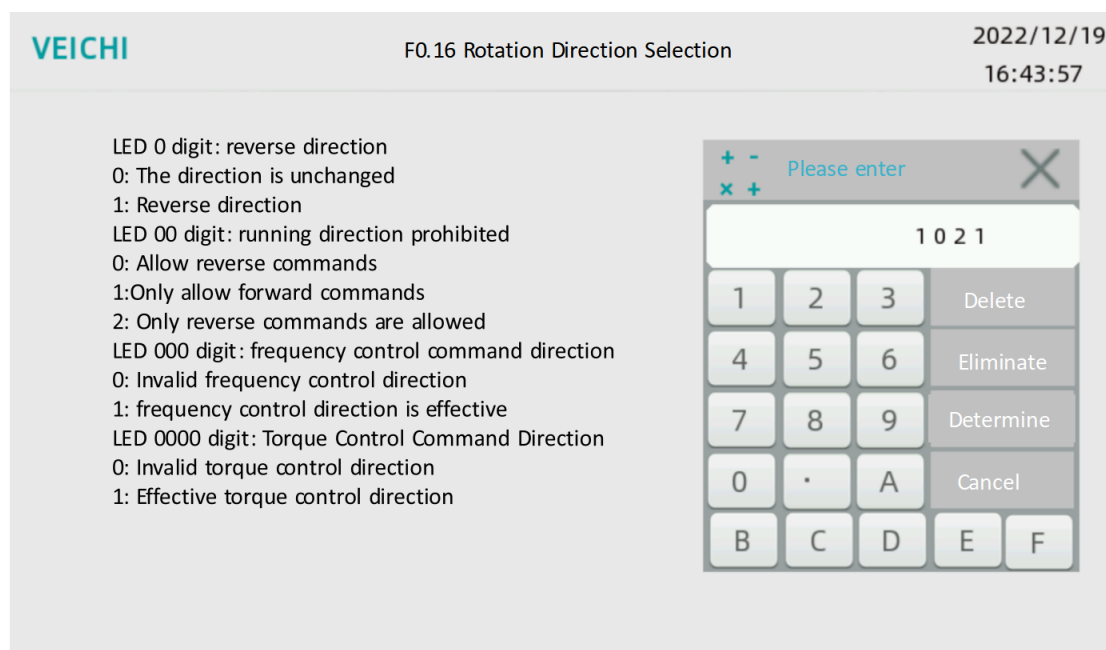 VEICHI
F0.16 Rotation Direction Selection
2022/12/19
16:43:57
LED 0 digit: reverse direction
0: The direction is unchanged
1: Reverse direction
LED 00 digit: running direction prohibited
0: Allow reverse commands
1:Only allow forward commands
2: Only reverse commands are allowed
LED 000 digit: frequency control command direction
0: Invalid frequency control direction
1: frequency control direction is effective
LED 0000 digit: Torque Control Command Direction
0: Invalid torque control direction
1: Effective torque control direction
+ -
× +
Please enter
1021
1 2 3 Delete
4 5 6 Eliminate
7 8 9 Determine
0 · A Cancel
B C D E F